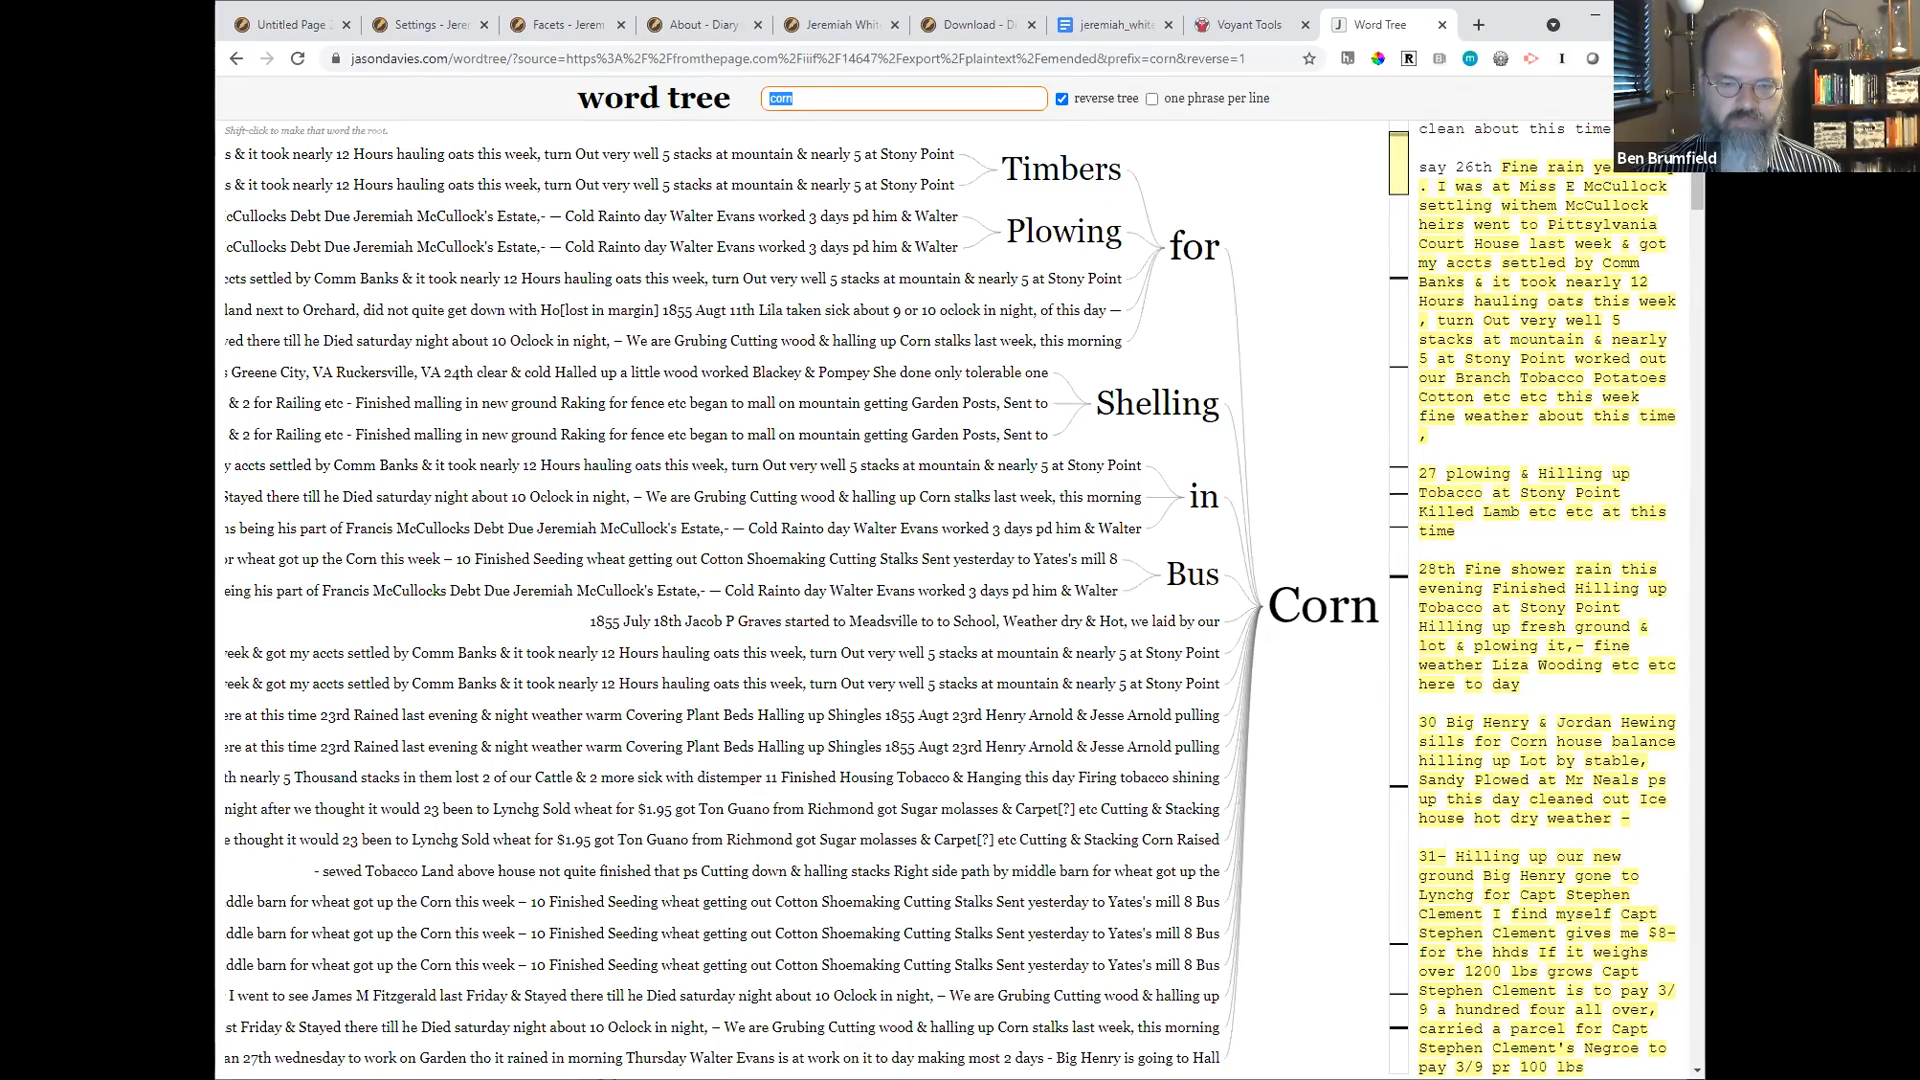 Untitled Page
Settings - Jere
Facets - Jerem
About - Diary
Jeremiah Whit
Download - D
jeremiah_white
Voyant Tools
Word Tree
jasondavies.com/wordtree/?source=https%3A%2F%2Ffromthepage.com%2Fiiif%2F14647%2Fexport%2Fplaintext%2Femended&prefix=corn&reverse=1
word tree
corn
reverse tree
one phrase per line
Shift-click to make that word the root.
s & it took nearly 12 Hours hauling oats this week, turn Out very well 5 stacks at mountain & nearly 5 at Stony Point
s & it took nearly 12 Hours hauling oats this week, turn Out very well 5 stacks at mountain & nearly 5 at Stony Point
Timbers
cCullocks Debt Due Jeremiah McCullock's Estate,- — Cold Rainto day Walter Evans worked 3 days pd him & Walter
cCullocks Debt Due Jeremiah McCullock's Estate,- — Cold Rainto day Walter Evans worked 3 days pd him & Walter
Plowing
ccts settled by Comm Banks & it took nearly 12 Hours hauling oats this week, turn Out very well 5 stacks at mountain & nearly 5 at Stony Point
land next to Orchard, did not quite get down with Ho[lost in margin] 1855 Augt 11th Lila taken sick about 9 or 10 oclock in night, of this day —
ed there till he Died saturday night about 10 Oclock in night, – We are Grubing Cutting wood & halling up Corn stalks last week, this morning
for
s Greene City, VA Ruckersville, VA 24th clear & cold Halled up a little wood worked Blackey & Pompey She done only tolerable one
& 2 for Railing etc - Finished malling in new ground Raking for fence etc began to mall on mountain getting Garden Posts, Sent to
& 2 for Railing etc - Finished malling in new ground Raking for fence etc began to mall on mountain getting Garden Posts, Sent to
Shelling
y accts settled by Comm Banks & it took nearly 12 Hours hauling oats this week, turn Out very well 5 stacks at mountain & nearly 5 at Stony Point
Stayed there till he Died saturday night about 10 Oclock in night, – We are Grubing Cutting wood & halling up Corn stalks last week, this morning
ns being his part of Francis McCullocks Debt Due Jeremiah McCullock's Estate,- — Cold Rainto day Walter Evans worked 3 days pd him & Walter
in
or wheat got up the Corn this week – 10 Finished Seeding wheat getting out Cotton Shoemaking Cutting Stalks Sent yesterday to Yates's mill 8
eing his part of Francis McCullocks Debt Due Jeremiah McCullock's Estate,- — Cold Rainto day Walter Evans worked 3 days pd him & Walter
Bus
1855 July 18th Jacob P Graves started to Meadsville to to School, Weather dry & Hot, we laid by our
eek & got my accts settled by Comm Banks & it took nearly 12 Hours hauling oats this week, turn Out very well 5 stacks at mountain & nearly 5 at Stony Point
eek & got my accts settled by Comm Banks & it took nearly 12 Hours hauling oats this week, turn Out very well 5 stacks at mountain & nearly 5 at Stony Point
ere at this time 23rd Rained last evening & night weather warm Covering Plant Beds Halling up Shingles 1855 Augt 23rd Henry Arnold & Jesse Arnold pulling
ere at this time 23rd Rained last evening & night weather warm Covering Plant Beds Halling up Shingles 1855 Augt 23rd Henry Arnold & Jesse Arnold pulling
th nearly 5 Thousand stacks in them lost 2 of our Cattle & 2 more sick with distemper 11 Finished Housing Tobacco & Hanging this day Firing tobacco shining
night after we thought it would 23 been to Lynchg Sold wheat for $1.95 got Ton Guano from Richmond got Sugar molasses & Carpet[?] etc Cutting & Stacking
e thought it would 23 been to Lynchg Sold wheat for $1.95 got Ton Guano from Richmond got Sugar molasses & Carpet[?] etc Cutting & Stacking Corn Raised
- sewed Tobacco Land above house not quite finished that ps Cutting down & halling stacks Right side path by middle barn for wheat got up the
ddle barn for wheat got up the Corn this week – 10 Finished Seeding wheat getting out Cotton Shoemaking Cutting Stalks Sent yesterday to Yates's mill 8 Bus
ddle barn for wheat got up the Corn this week – 10 Finished Seeding wheat getting out Cotton Shoemaking Cutting Stalks Sent yesterday to Yates's mill 8 Bus
ddle barn for wheat got up the Corn this week – 10 Finished Seeding wheat getting out Cotton Shoemaking Cutting Stalks Sent yesterday to Yates's mill 8 Bus
I went to see James M Fitzgerald last Friday & Stayed there till he Died saturday night about 10 Oclock in night, – We are Grubing Cutting wood & halling up
st Friday & Stayed there till he Died saturday night about 10 Oclock in night, – We are Grubing Cutting wood & halling up Corn stalks last week, this morning
an 27th wednesday to work on Garden tho it rained in morning Thursday Walter Evans is at work on it to day making most 2 days - Big Henry is going to Hall
Corn
clean about this time
say 26th Fine rain ye
. I was at Miss E McCullock
settling withem McCullock
heirs went to Pittsylvania
Court House last week & got
my accts settled by Comm
Banks & it took nearly 12
Hours hauling oats this week
, turn Out very well 5
stacks at mountain & nearly
5 at Stony Point worked out
our Branch Tobacco Potatoes
Cotton etc etc this week
fine weather about this time
,
27 plowing & Hilling up
Tobacco at Stony Point
Killed Lamb etc etc at this
time
28th Fine shower rain this
evening Finished Hilling up
Tobacco at Stony Point
Hilling up fresh ground &
lot & plowing it,- fine
weather Liza Wooding etc etc
here to day
30 Big Henry & Jordan Hewing
sills for Corn house balance
hilling up Lot by stable,
Sandy Plowed at Mr Neals ps
up this day cleaned out Ice
house hot dry weather –
31- Hilling up our new
ground Big Henry gone to
Lynchg for Capt Stephen
Clement I find myself Capt
Stephen Clement gives me $8-
for the hhds If it weighs
over 1200 lbs grows Capt
Stephen Clement is to pay 3/
9 a hundred four all over,
carried a parcel for Capt
Stephen Clement's Negroe to
pay 3/9 pr 100 lbs
Ben Brumfield